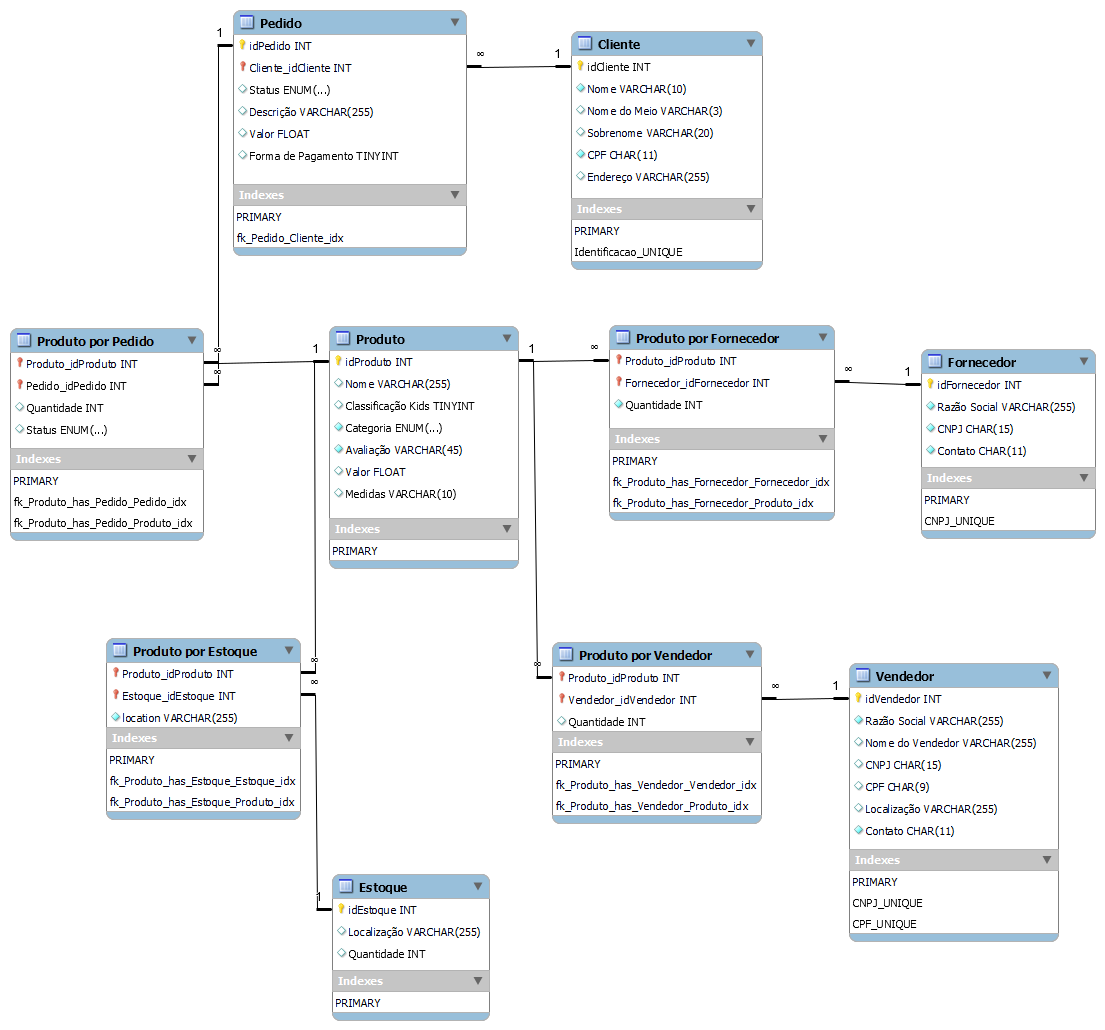 Pedido
idPedido INT
Cliente_idCliente INT
Status ENUM(...)
Descrição VARCHAR(255)
Valor FLOAT
Forma de Pagamento TINYINT
Indexes
PRIMARY
fk_Pedido_Cliente_idx
1
∞
1
Cliente
idCliente INT
Nome VARCHAR(10)
Nome do Meio VARCHAR(3)
Sobrenome VARCHAR(20)
CPF CHAR(11)
Endereço VARCHAR(255)
Indexes
PRIMARY
Identificacao_UNIQUE
Produto por Pedido
Produto_idProduto INT
Pedido_idPedido INT
Quantidade INT
Status ENUM(...)
Indexes
PRIMARY
fk_Produto_has_Pedido_Pedido_idx
fk_Produto_has_Pedido_Produto_idx
∞
∞
1
Produto
idProduto INT
Nome VARCHAR(255)
Classificação Kids TINYINT
Categoria ENUM(...)
Avaliação VARCHAR(45)
Valor FLOAT
Medidas VARCHAR(10)
Indexes
PRIMARY
1
∞
Produto por Fornecedor
Produto_idProduto INT
Fornecedor_idFornecedor INT
Quantidade INT
Indexes
PRIMARY
fk_Produto_has_Fornecedor_Fornecedor_idx
fk_Produto_has_Fornecedor_Produto_idx
∞
1
Fornecedor
idFornecedor INT
Razão Social VARCHAR(255)
CNPJ CHAR(15)
Contato CHAR(11)
Indexes
PRIMARY
CNPJ_UNIQUE
Produto por Estoque
Produto_idProduto INT
Estoque_idEstoque INT
location VARCHAR(255)
Indexes
PRIMARY
fk_Produto_has_Estoque_Estoque_idx
fk_Produto_has_Estoque_Produto_idx
∞
∞
∞
Produto por Vendedor
Produto_idProduto INT
Vendedor_idVendedor INT
Quantidade INT
Indexes
PRIMARY
fk_Produto_has_Vendedor_Vendedor_idx
fk_Produto_has_Vendedor_Produto_idx
∞
1
Vendedor
idVendedor INT
Razão Social VARCHAR(255)
Nome do Vendedor VARCHAR(255)
CNPJ CHAR(15)
CPF CHAR(9)
Localização VARCHAR(255)
Contato CHAR(11)
Indexes
PRIMARY
CNPJ_UNIQUE
CPF_UNIQUE
1
Estoque
idEstoque INT
Localização VARCHAR(255)
Quantidade INT
Indexes
PRIMARY